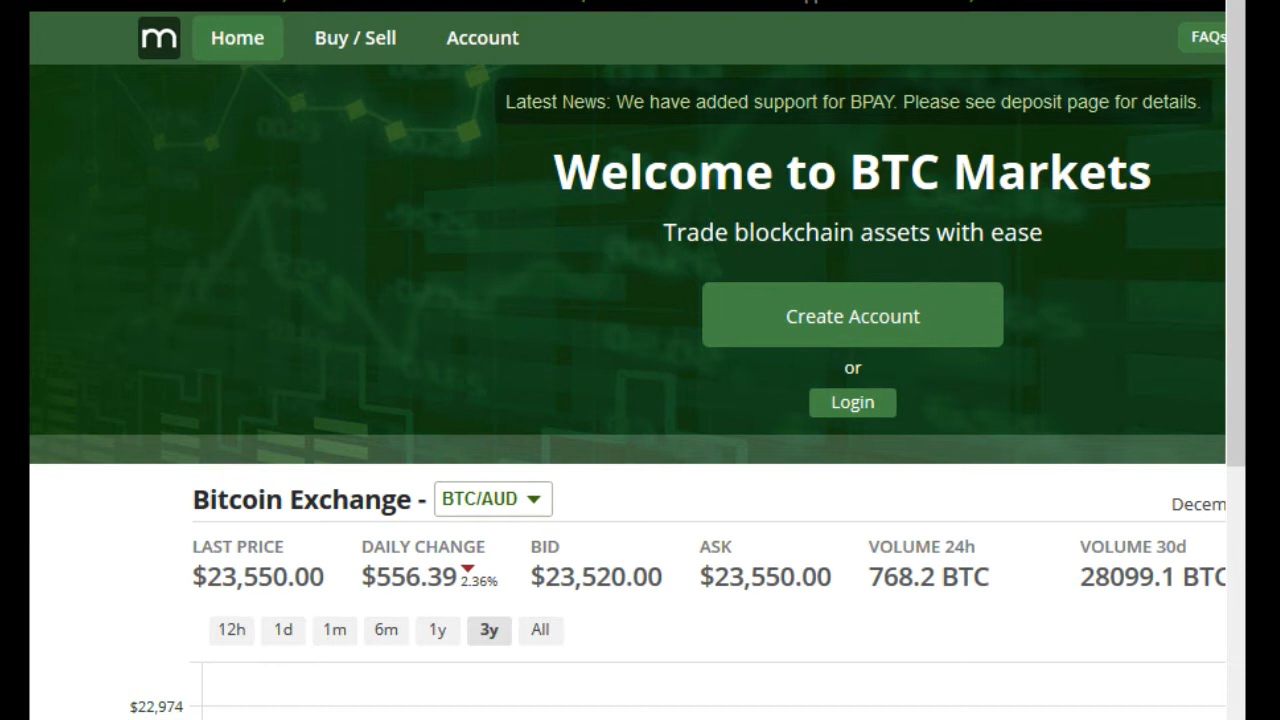 m Home Buy / Sell Account FAQs
Latest News: We have added support for BPAY. Please see deposit page for details.
Welcome to BTC Markets
Trade blockchain assets with ease
Create Account
or
Login
Bitcoin Exchange - BTC/AUD
Decem
LAST PRICE DAILY CHANGE BID ASK VOLUME 24h VOLUME 30d
$23,550.00 $556.39 2.36% $23,520.00 $23,550.00 768.2 BTC 28099.1 BTC
12h 1d 1m 6m 1y 3y All
$22,974